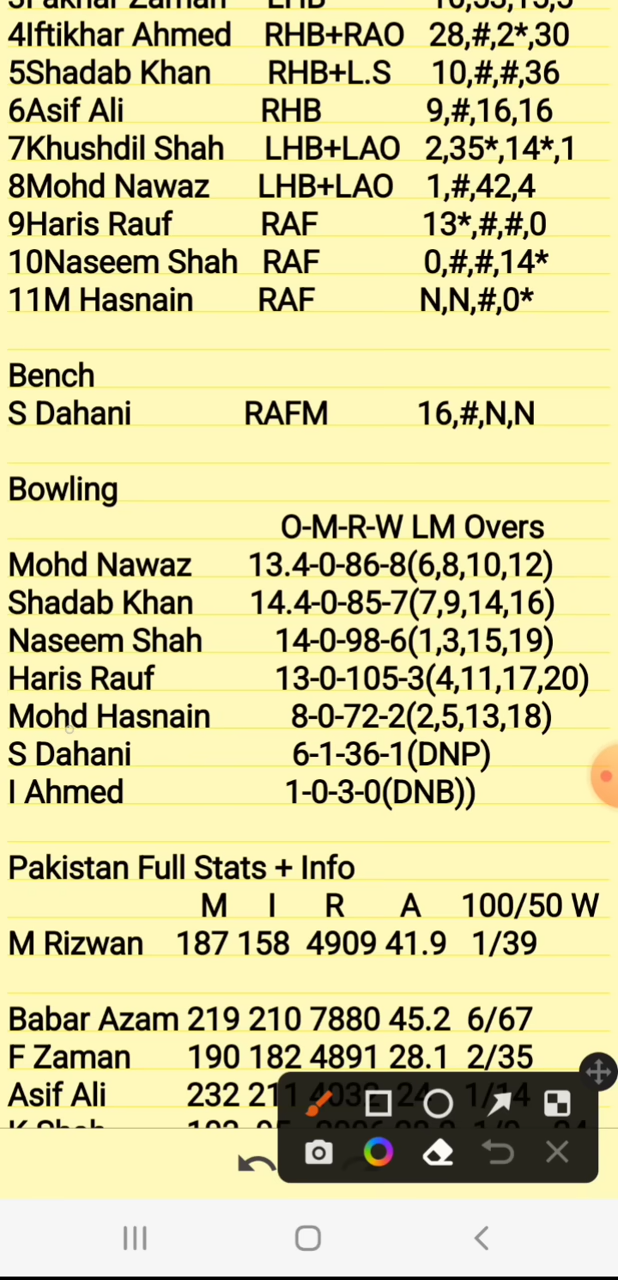 3Fakhar Zaman LHB
4Iftikhar Ahmed RHB+RAO 28,#,2*,30
5Shadab Khan RHB+L.S 10,#,#,36
6Asif Ali RHB 9,#,16,16
7Khushdil Shah LHB+LAO 2,35*,14*,1
8Mohd Nawaz LHB+LAO 1,#,42,4
9Haris Rauf RAF 13*,#,#,0
10Naseem Shah RAF 0,#,#,14*
11M Hasnain RAF N,N,#,0*
Bench
S Dahani RAFM 16,#,N,N
Bowling
O-M-R-W LM Overs
Mohd Nawaz 13.4-0-86-8(6,8,10,12)
Shadab Khan 14.4-0-85-7(7,9,14,16)
Naseem Shah 14-0-98-6(1,3,15,19)
Haris Rauf 13-0-105-3(4,11,17,20)
Mohd Hasnain 8-0-72-2(2,5,13,18)
S Dahani 6-1-36-1(DNP)
I Ahmed 1-0-3-0(DNB))
Pakistan Full Stats + Info
M I R A 100/50 W
M Rizwan 187 158 4909 41.9 1/39
Babar Azam 219 210 7880 45.2 6/67
F Zaman 190 182 4891 28.1 2/35
Asif Ali 232 211 1/14